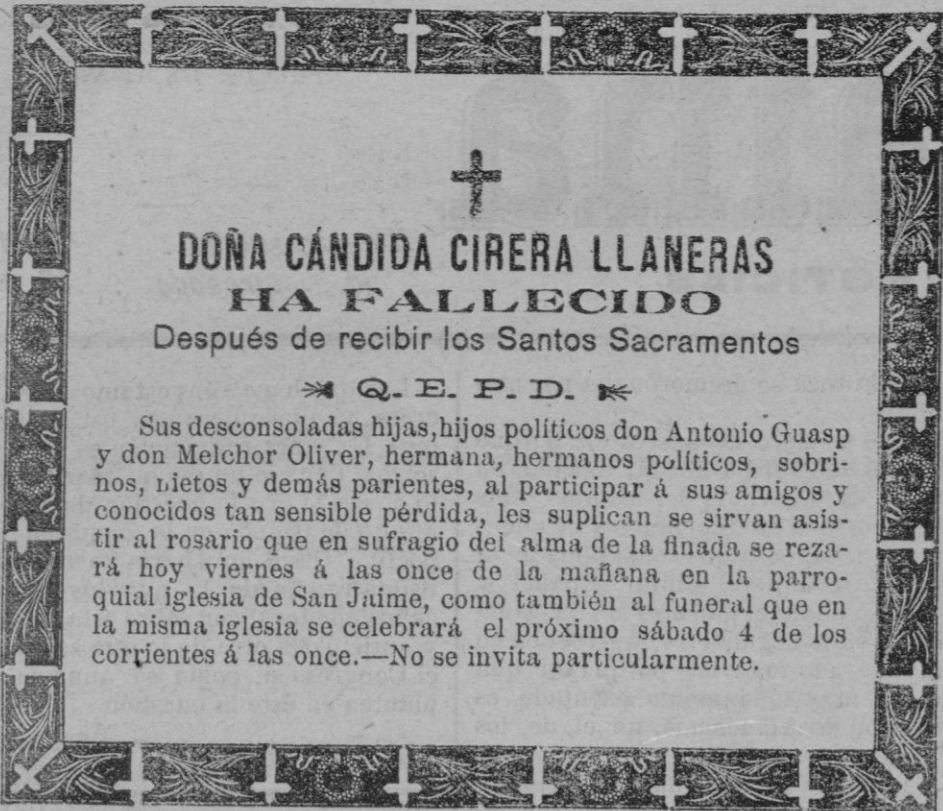 DOÑA CÁNDIDA CIRERA LLANERAS
HA FALLECIDO
Después de recibir los Santos Sacramentos
Q. E. P. D.
Sus desconsoladas hijas, hijos políticos don Antonio Guasp
y don Melchor Oliver, hermana, hermanos políticos, sobri-
nos, nietos y demás parientes, al participar á sus amigos y
conocidos tan sensible pérdida, les suplican se sirvan asis-
tir al rosario que en sufragio del alma de la finada se reza-
rá hoy viernes á las once de la mañana en la parro-
quial iglesia de San Jaime, como también al funeral que en
la misma iglesia se celebrará el próximo sábado 4 de los
corrientes á las once.—No se invita particularmente.